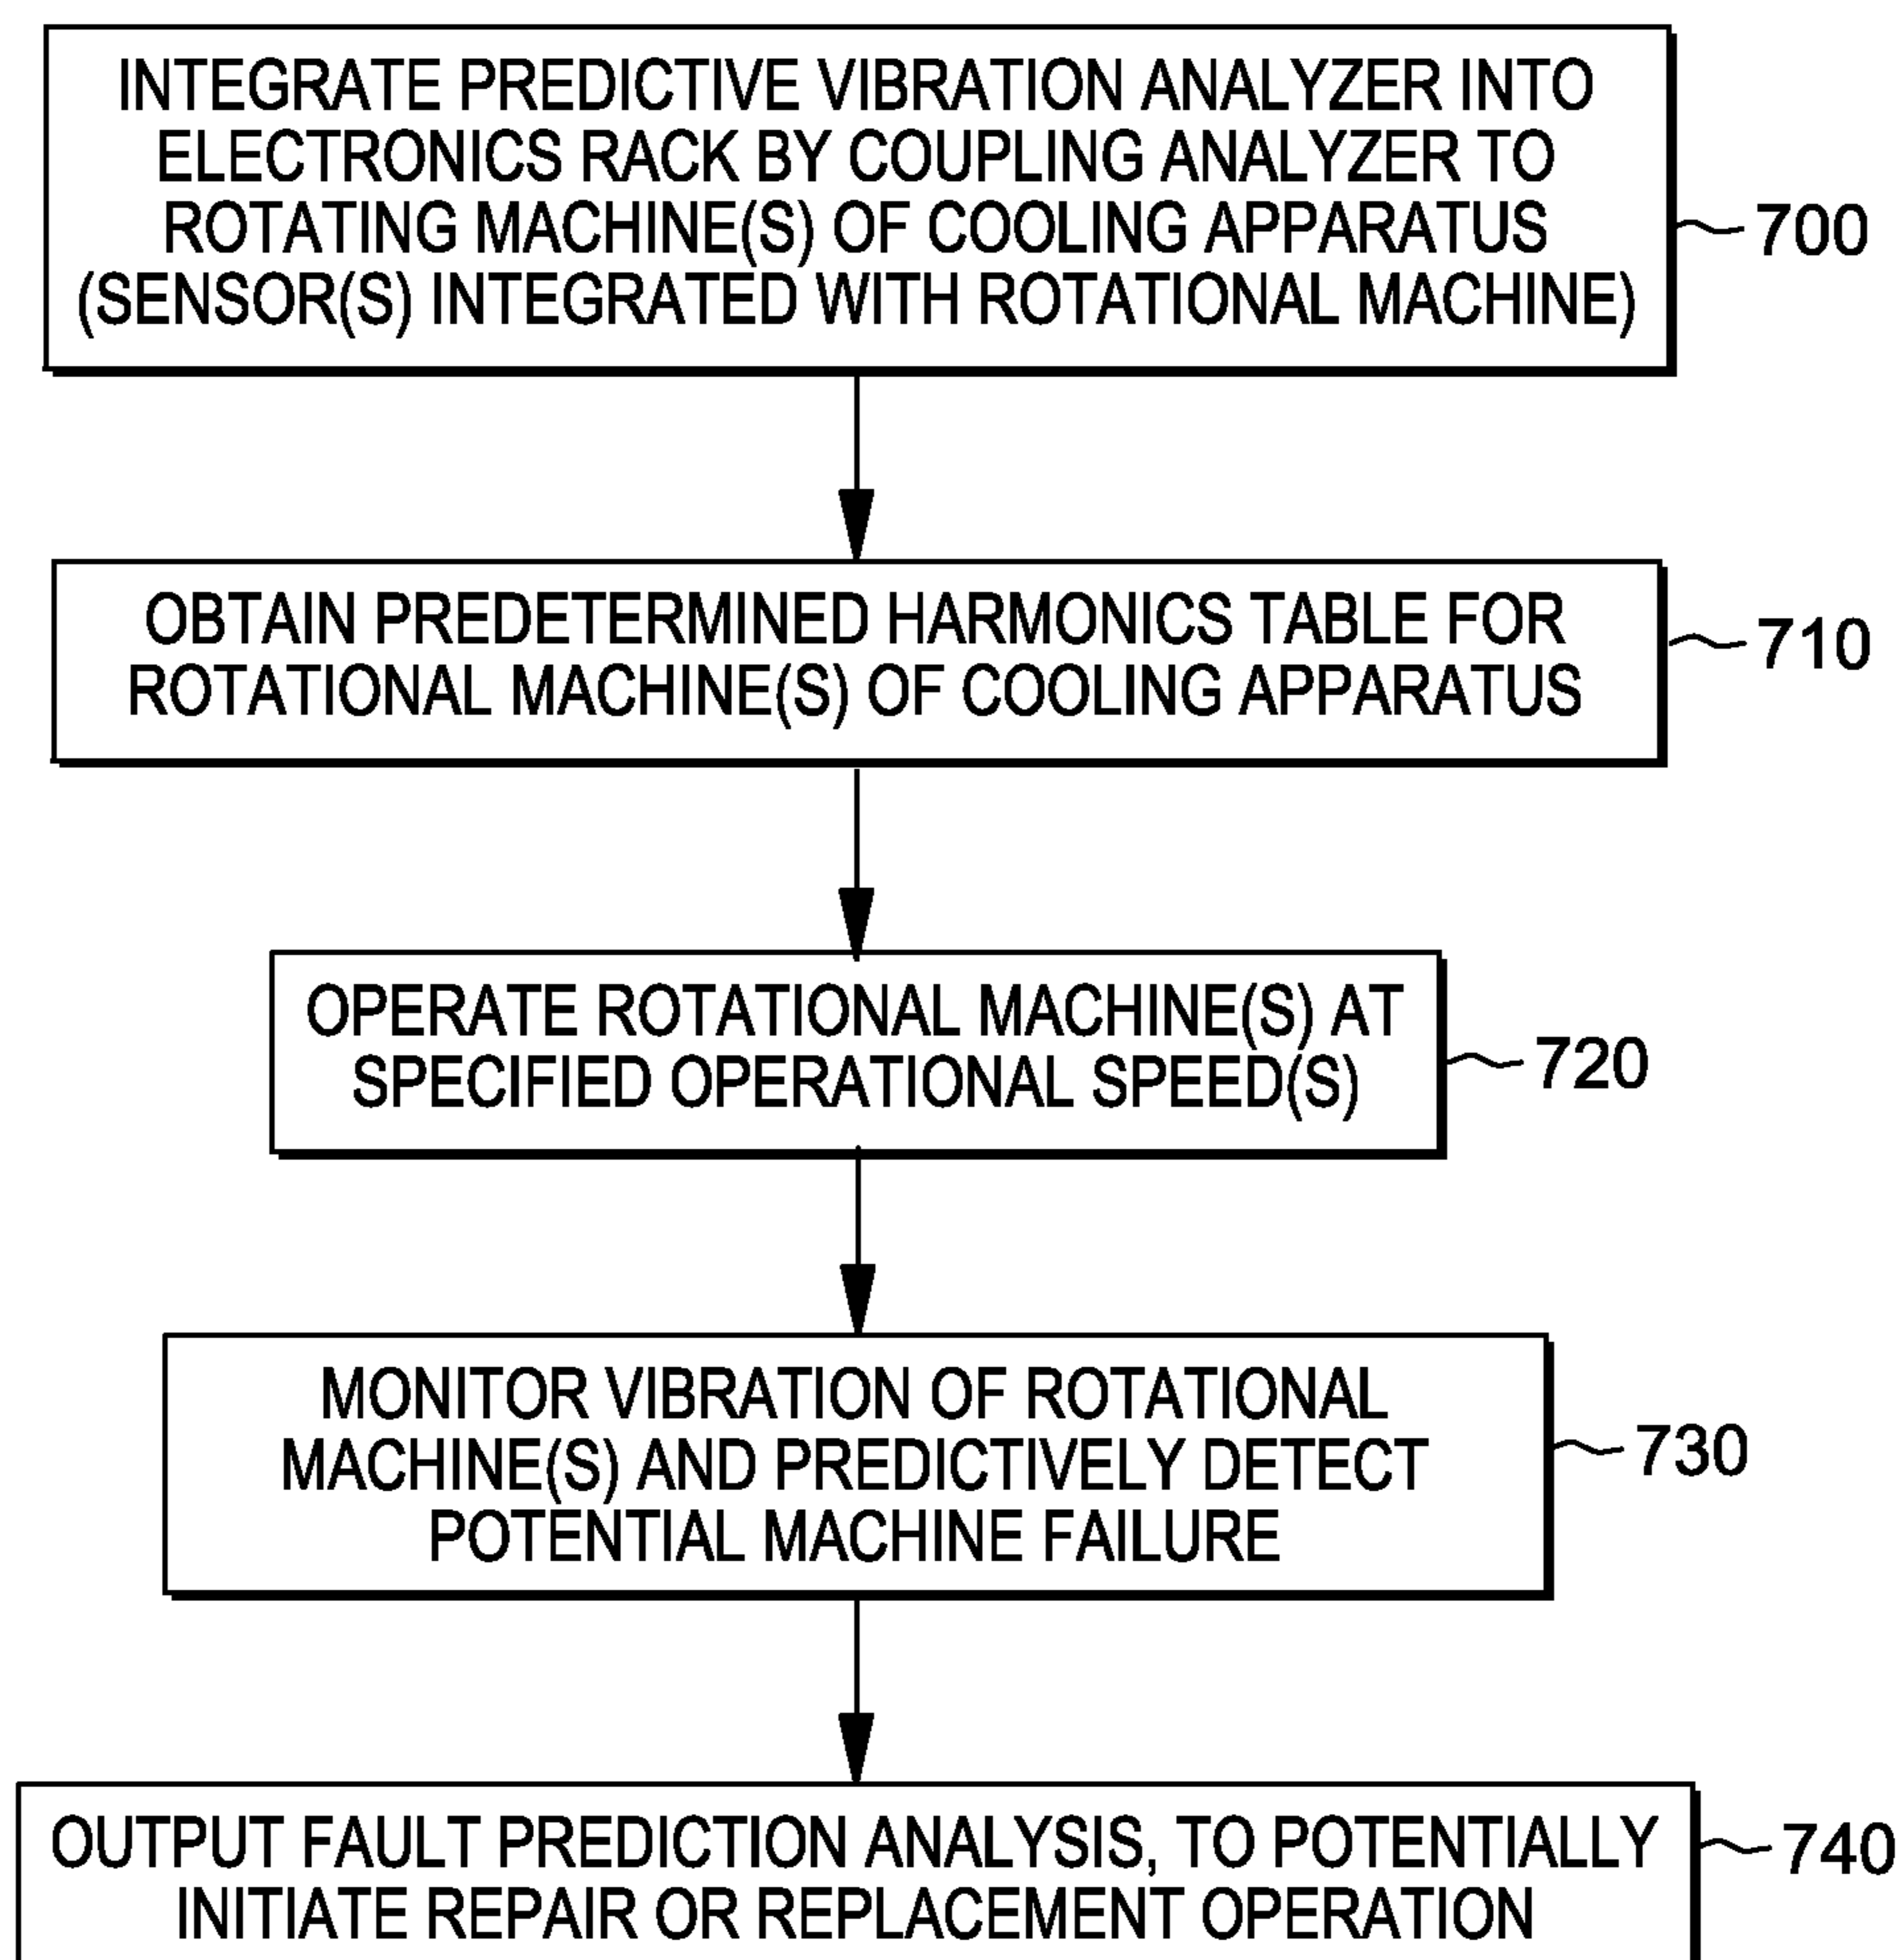 INTEGRATE PREDICTIVE VIBRATION ANALYZER INTO
ELECTRONICS RACK BY COUPLING ANALYZER TO
ROTATING MACHINE(S) OF COOLING APPARATUS
(SENSOR(S) INTEGRATED WITH ROTATIONAL MACHINE)
700
OBTAIN PREDETERMINED HARMONICS TABLE FOR
ROTATIONAL MACHINE(S) OF COOLING APPARATUS
710
OPERATE ROTATIONAL MACHINE(S) AT
SPECIFIED OPERATIONAL SPEED(S)
720
MONITOR VIBRATION OF ROTATIONAL
MACHINE(S) AND PREDICTIVELY DETECT
POTENTIAL MACHINE FAILURE
730
OUTPUT FAULT PREDICTION ANALYSIS, TO POTENTIALLY
INITIATE REPAIR OR REPLACEMENT OPERATION
740